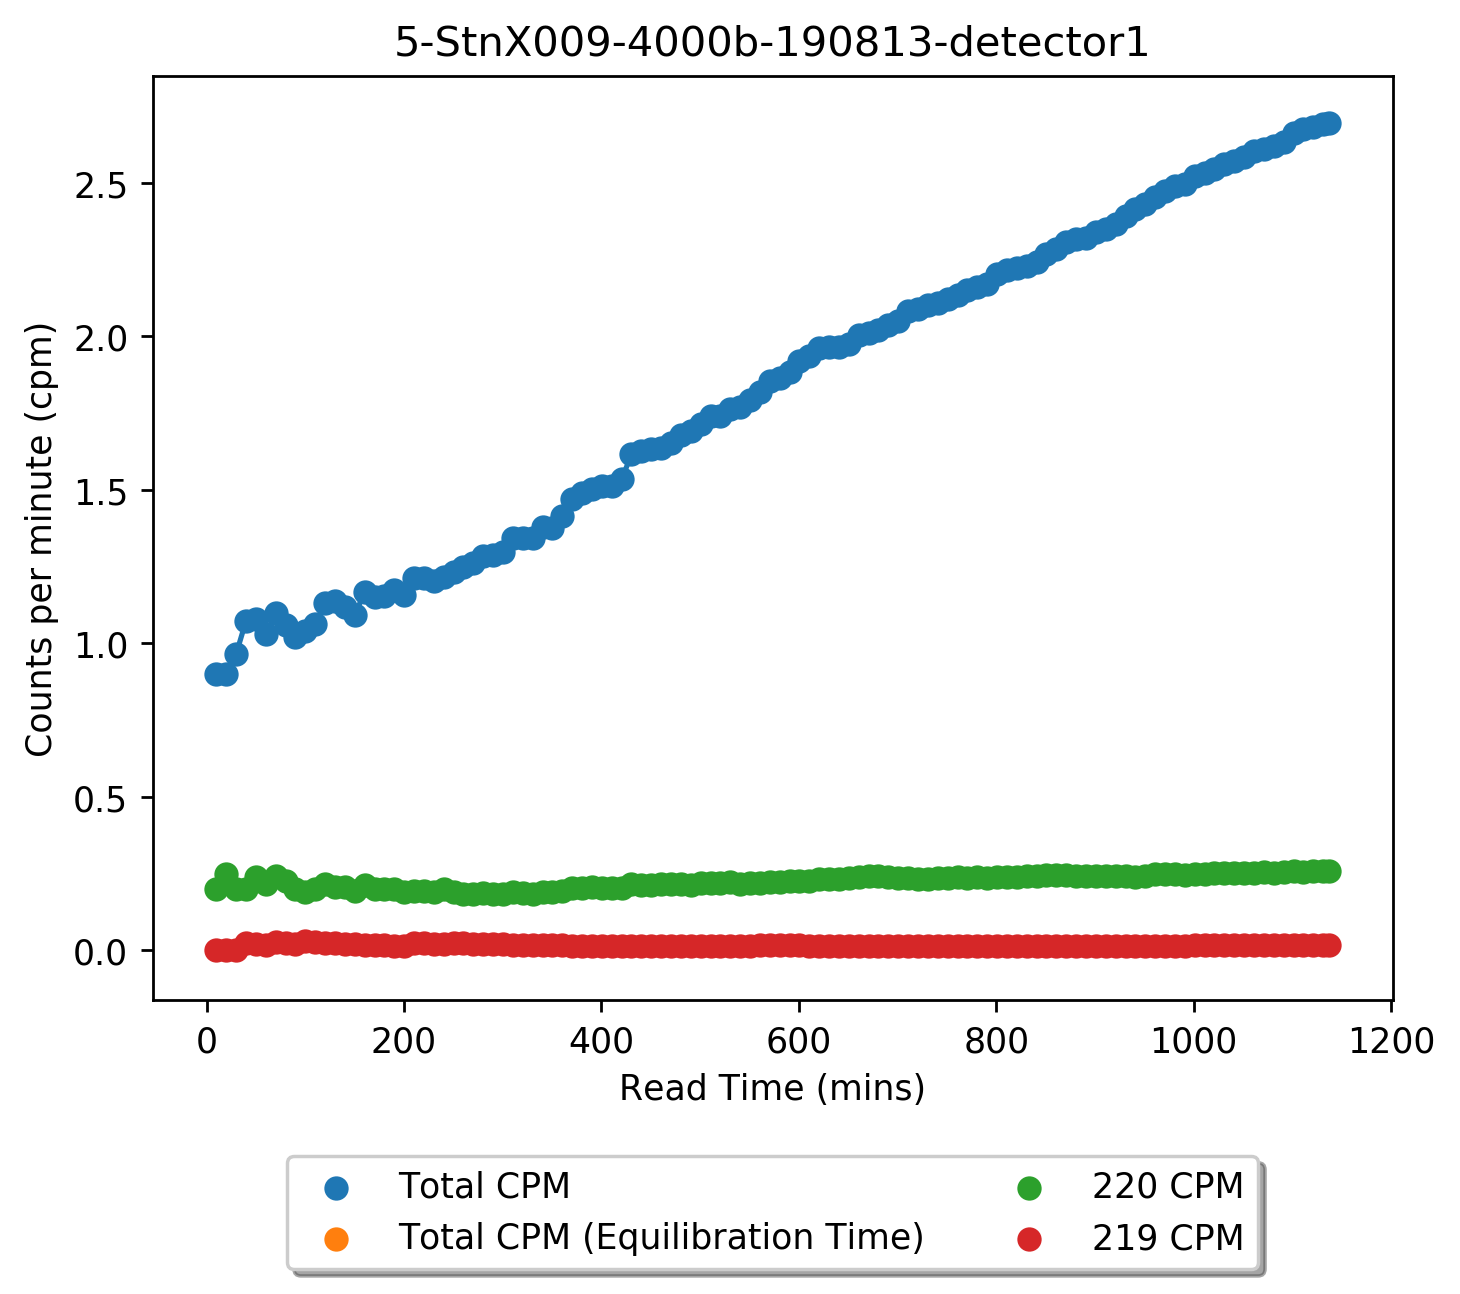 5-StnX009-4000b-190813-detector1
Counts per minute (cpm)
2.5
2.0
1.5
1.0
0.5
0.0
0 200 400 600 800 1000 1200
Read Time (mins)
Total CPM
Total CPM (Equilibration Time)
220 CPM
219 CPM